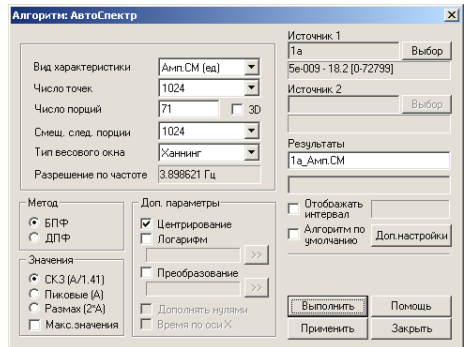 Алгоритм: АвтоСпектр
Вид характеристики Амп.СМ (ед)
Число точек 1024
Число порций 71 3D
Смещ. след. порции 1024
Тип весового окна Ханнинг
Разрешение по частоте 3.898621 Гц
Метод
БПФ
ДПФ
Значения
СКЗ (А/1.41)
Пиковые (А)
Размах (2*А)
Макс.значения
Доп. параметры
Центрирование
Логарифм
>>
Преобразование
>>
Дополнять нулями
Время по оси X
Источник 1
1а Выбор
5e-009 - 18.2 [0-72799]
Источник 2
Выбор
Результаты
1а_Амп.СМ
Отображать интервал
Алгоритм по умолчанию Доп.настройки
Выполнить Помощь
Применить Закрыть